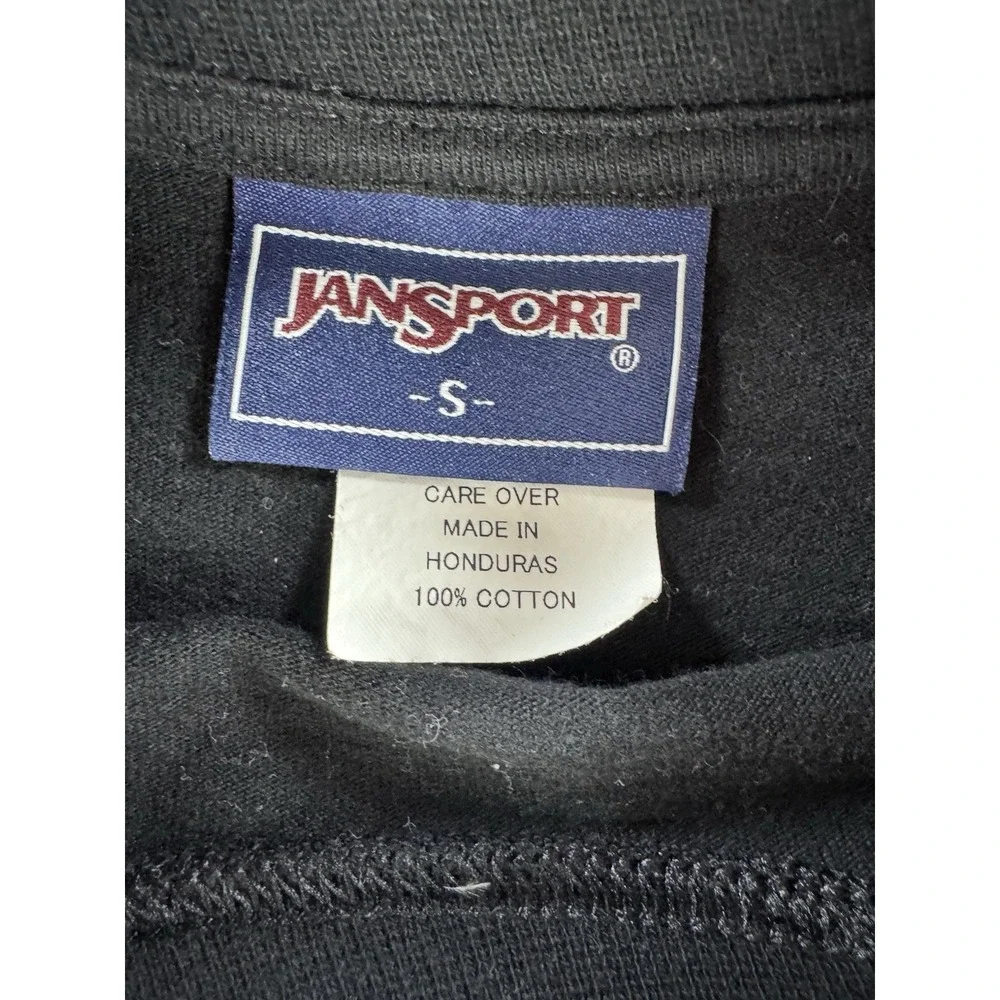 JANSPORT
®
-S-
CARE OVER
MADE IN
HONDURAS
100% COTTON